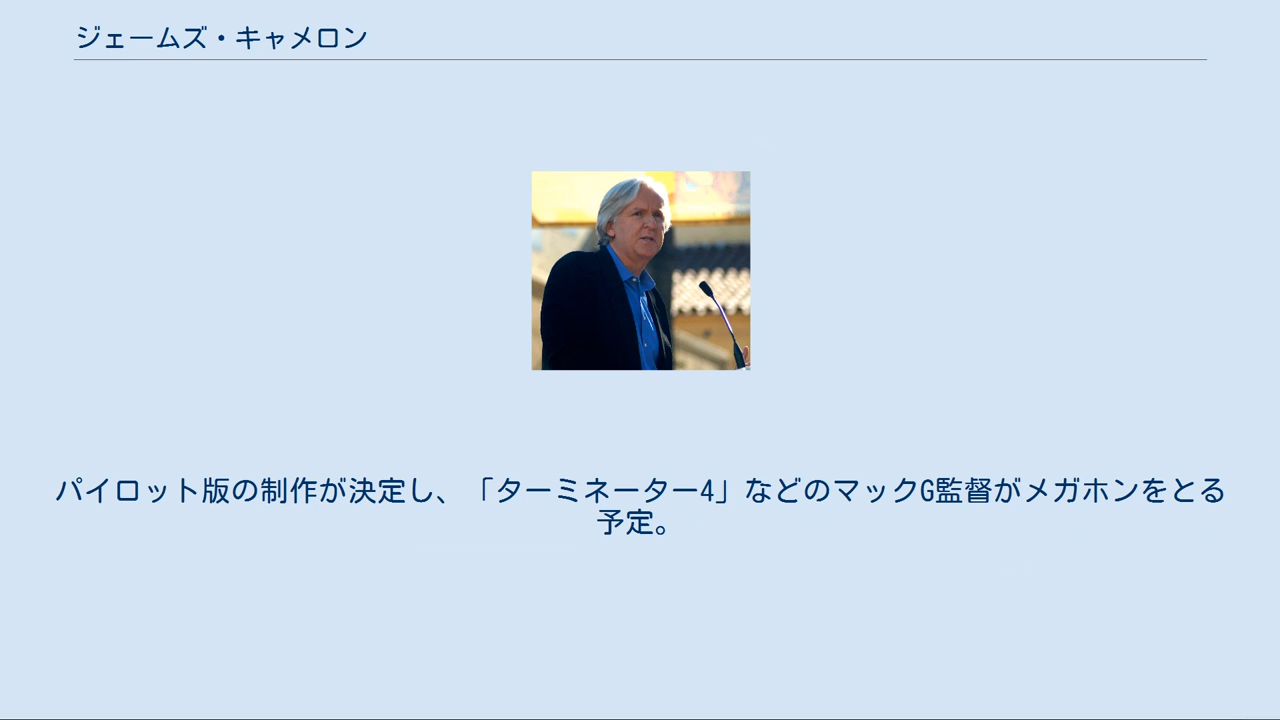 ジェームズ・キャメロン
パイロット版の制作が決定し、「ターミネーター4」などのマックG監督がメガホンをとる
予定。